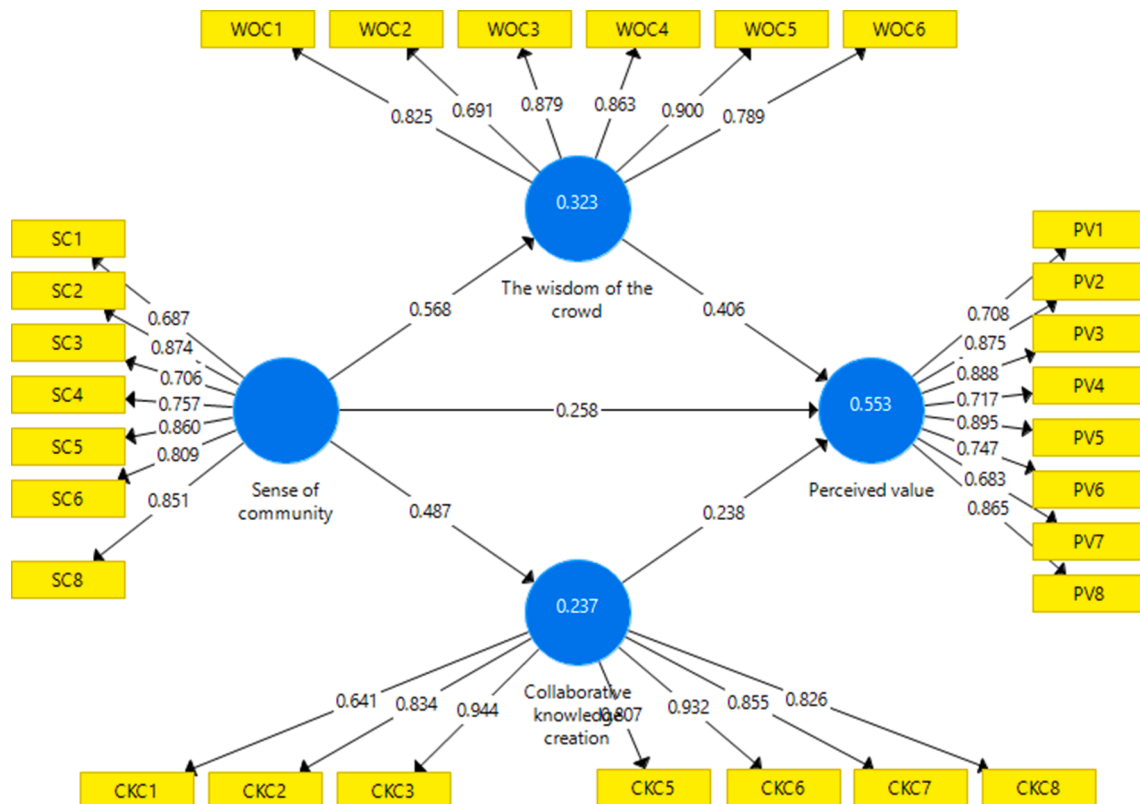 WOC1 WOC2 WOC3 WOC4 WOC5 WOC6
0.825 0.691 0.879 0.863 0.900 0.789
0.323
The wisdom of the
crowd
SC1
SC2
SC3
SC4
SC5
SC6
SC8
0.687
0.874
0.706
0.757
0.860
0.809
0.851
Sense of
community
0.568
0.258
0.487
0.406
0.238
0.553
Perceived value
0.708
0.875
0.888
0.717
0.895
0.747
0.683
0.865
PV1
PV2
PV3
PV4
PV5
PV6
PV7
PV8
0.237
Collaborative
knowledge
creation
0.641 0.834 0.944 0.807 0.932 0.855 0.826
CKC1 CKC2 CKC3 CKC5 CKC6 CKC7 CKC8